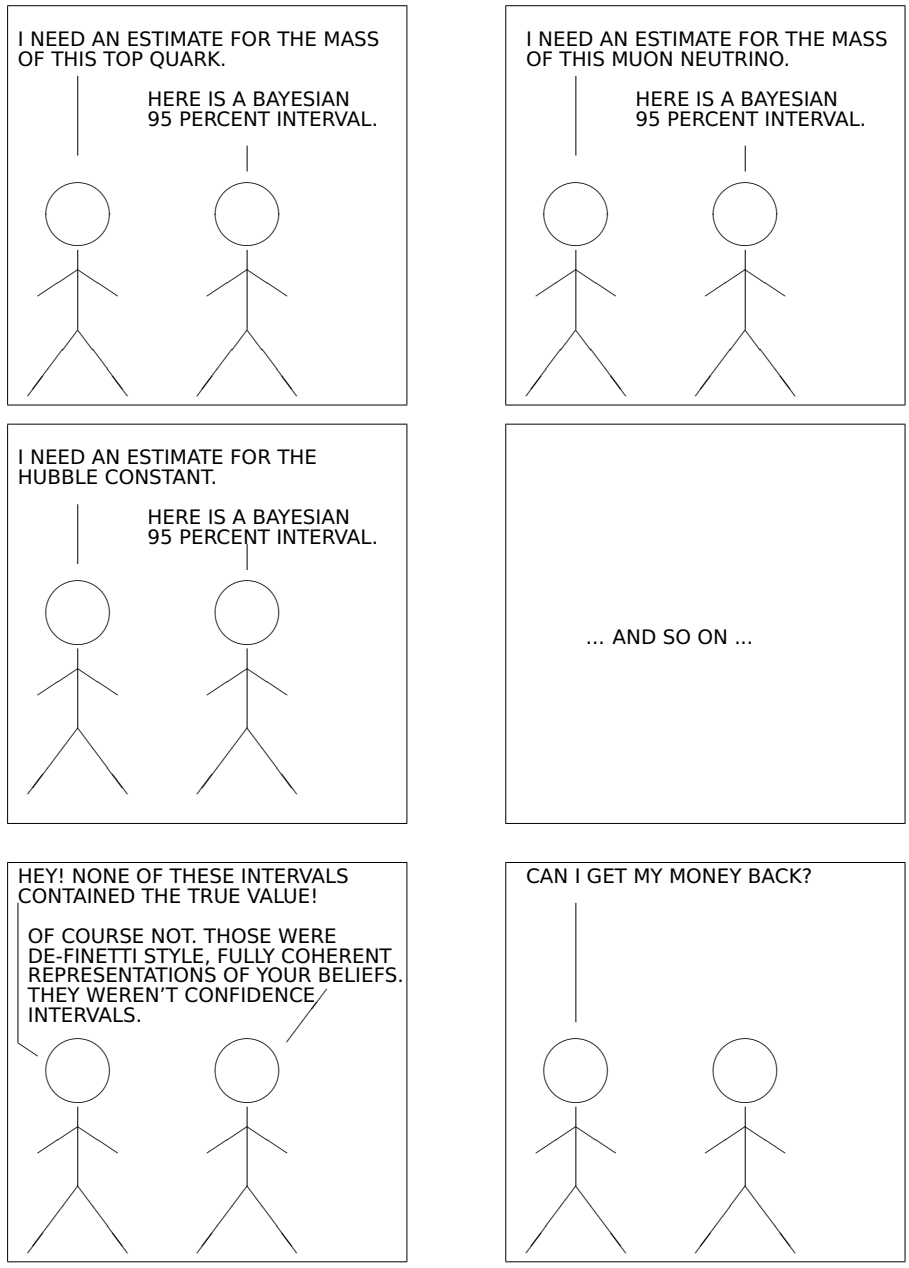 I NEED AN ESTIMATE FOR THE MASS
OF THIS TOP QUARK.
HERE IS A BAYESIAN
95 PERCENT INTERVAL.
I NEED AN ESTIMATE FOR THE MASS
OF THIS MUON NEUTRINO.
HERE IS A BAYESIAN
95 PERCENT INTERVAL.
I NEED AN ESTIMATE FOR THE
HUBBLE CONSTANT.
HERE IS A BAYESIAN
95 PERCENT INTERVAL.
... AND SO ON ...
HEY! NONE OF THESE INTERVALS
CONTAINED THE TRUE VALUE!
OF COURSE NOT. THOSE WERE
DE-FINETTI STYLE, FULLY COHERENT
REPRESENTATIONS OF YOUR BELIEFS.
THEY WEREN'T CONFIDENCE
INTERVALS.
CAN I GET MY MONEY BACK?